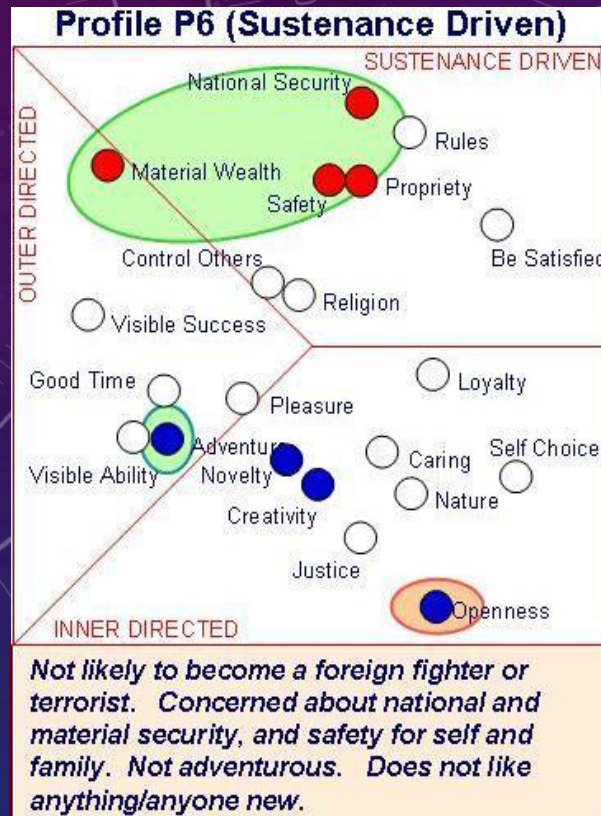 Profile P6 (Sustenance Driven)
SUSTENANCE DRIVEN
OUTER DIRECTED
National Security
Rules
Material Wealth
Safety
Propriety
Be Satisfied
Control Others
Religion
Visible Success
Good Time
Loyalty
Pleasure
Adventure
Visible Ability
Novelty
Caring
Self Choice
Creativity
Nature
Justice
Openness
INNER DIRECTED
Not likely to become a foreign fighter or
terrorist. Concerned about national and
material security, and safety for self and
family. Not adventurous. Does not like
anything/anyone new.